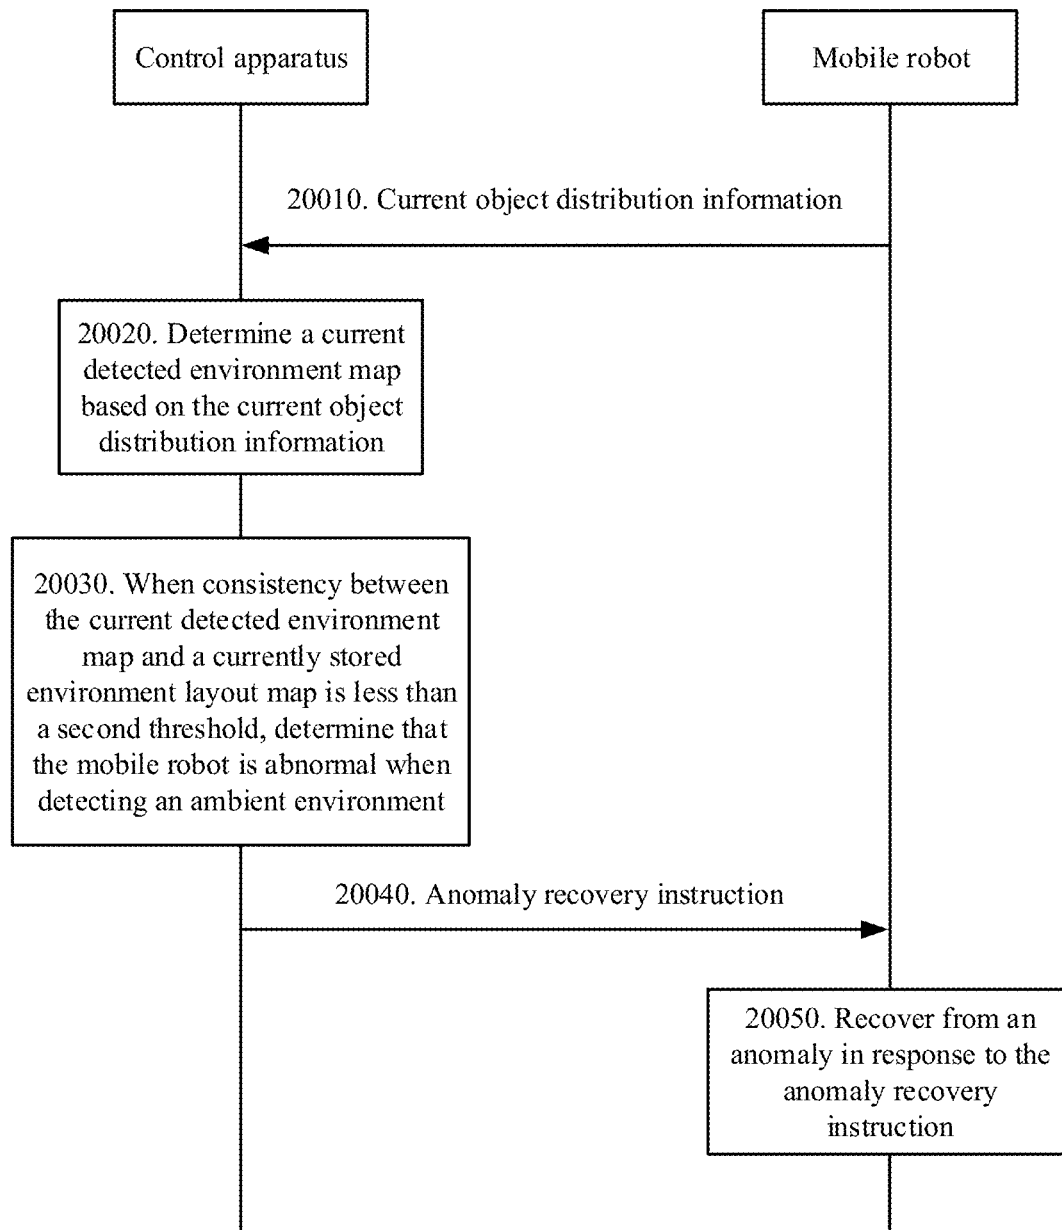 Control apparatus
Mobile robot
20010. Current object distribution information
20020. Determine a current
detected environment map
based on the current object
distribution information
20030. When consistency between
the current detected environment
map and a currently stored
environment layout map is less than
a second threshold, determine that
the mobile robot is abnormal when
detecting an ambient environment
20040. Anomaly recovery instruction
20050. Recover from an
anomaly in response to the
anomaly recovery
instruction